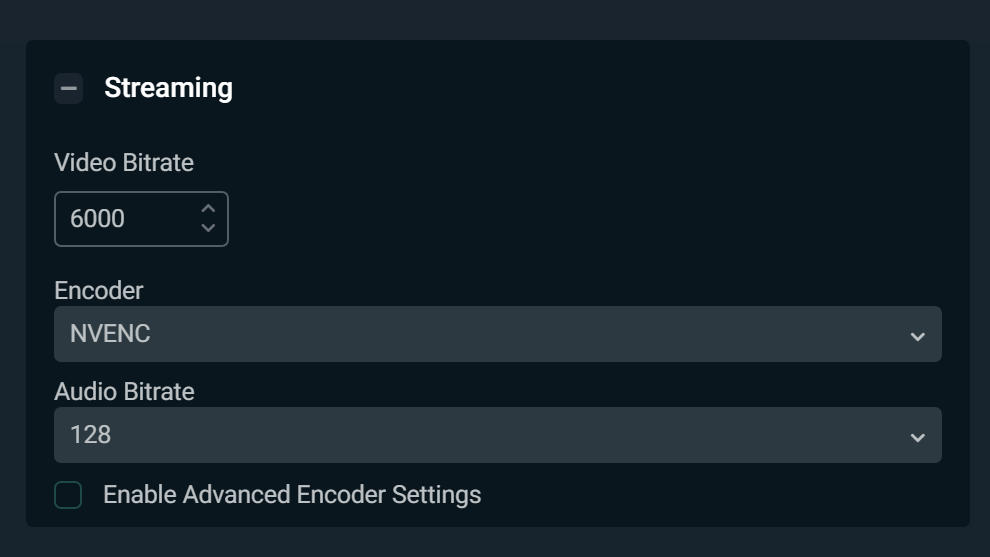 Streaming
Video Bitrate
6000
Encoder
NVENC
Audio Bitrate
128
Enable Advanced Encoder Settings